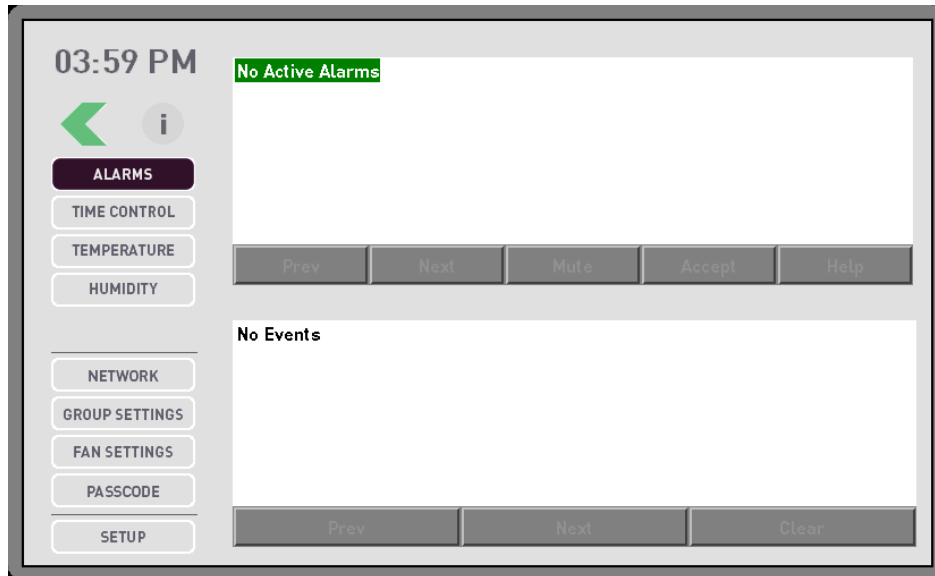 03:59 PM
i
ALARMS
TIME CONTROL
TEMPERATURE
HUMIDITY
NETWORK
GROUP SETTINGS
FAN SETTINGS
PASSCODE
SETUP
No Active Alarms
Prev Next Mute Accept Help
No Events
Prev Next Clear